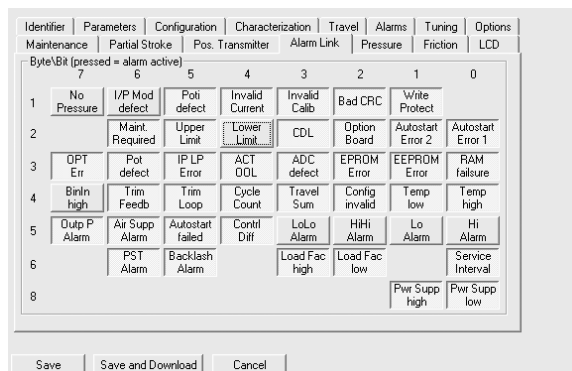 Identifier Parameters Configuration Characterization Travel Alarms Tuning Options
Maintenance Partial Stroke Pos. Transmitter Alarm Link Pressure Friction LCD
Byte\Bit (pressed = alarm active)
7 6 5 4 3 2 1 0
1 No Pressure I/P Mod defect Poti defect Invalid Current Invalid Calib Bad CRC Write Protect
2 Maint. Required Upper Limit Lower Limit CDL Option Board Autostart Error 2 Autostart Error 1
3 OPT Err Pot defect IP LP Error ACT OOL ADC defect EPROM Error EEPROM Error RAM failsure
4 BinIn high Trim Feedb Trim Loop Cycle Count Travel Sum Config invalid Temp low Temp high
5 Outp P Alarm Air Supp Alarm Autostart failed Contrl Diff LoLo Alarm HiHi Alarm Lo Alarm Hi Alarm
6 PST Alarm Backlash Alarm Load Fac high Load Fac low Service Interval
8 Pwr Supp high Pwr Supp low
Save Save and Download Cancel